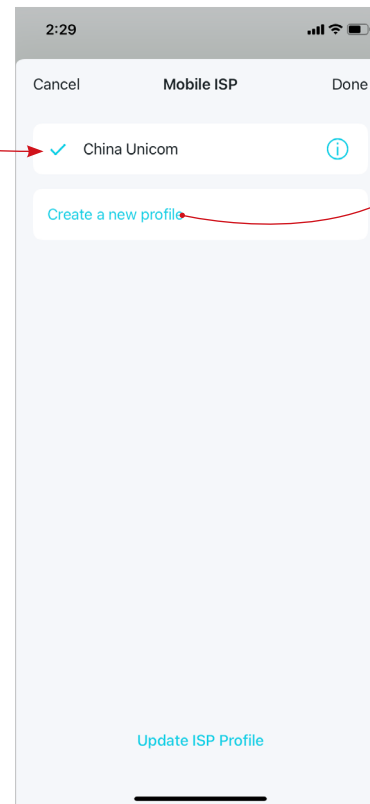 2:29
Cancel Mobile ISP Done
China Unicom
Create a new profile
Update ISP Profile